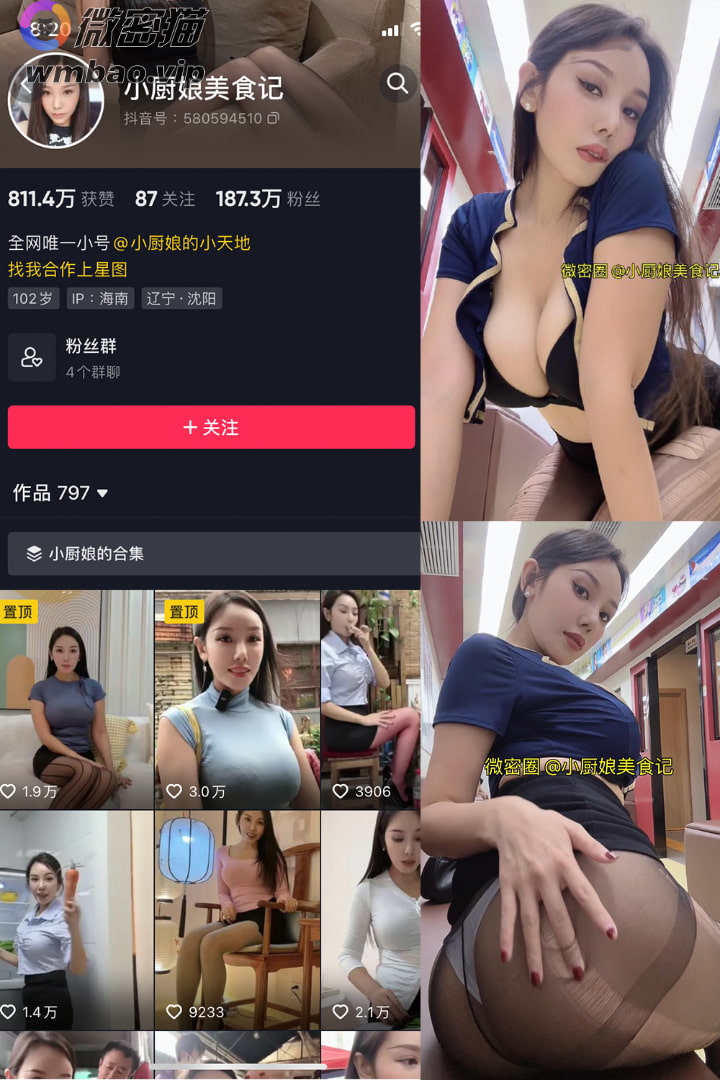 8:20
微密猫
wmbao.vip
小厨娘美食记
抖音号：580594510
811.4万 获赞 87 关注 187.3万 粉丝
全网唯一小号@小厨娘的小天地
找我合作上星图
102岁 IP：海南 辽宁·沈阳
粉丝群
4个群聊
+ 关注
作品 797
小厨娘的合集
置顶 置顶
1.9万 3.0万 3906
1.4万 9233 2.1万
微密圈 @小厨娘美食记
微密圈 @小厨娘美食记